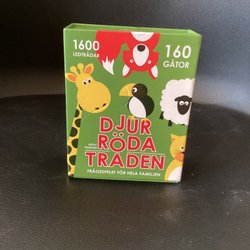 1600
LEDTRÅDAR
160
GÅTOR
DJUR
RÖDA
TRÅDEN
FRÅGESPELET FÖR HELA FAMILJEN